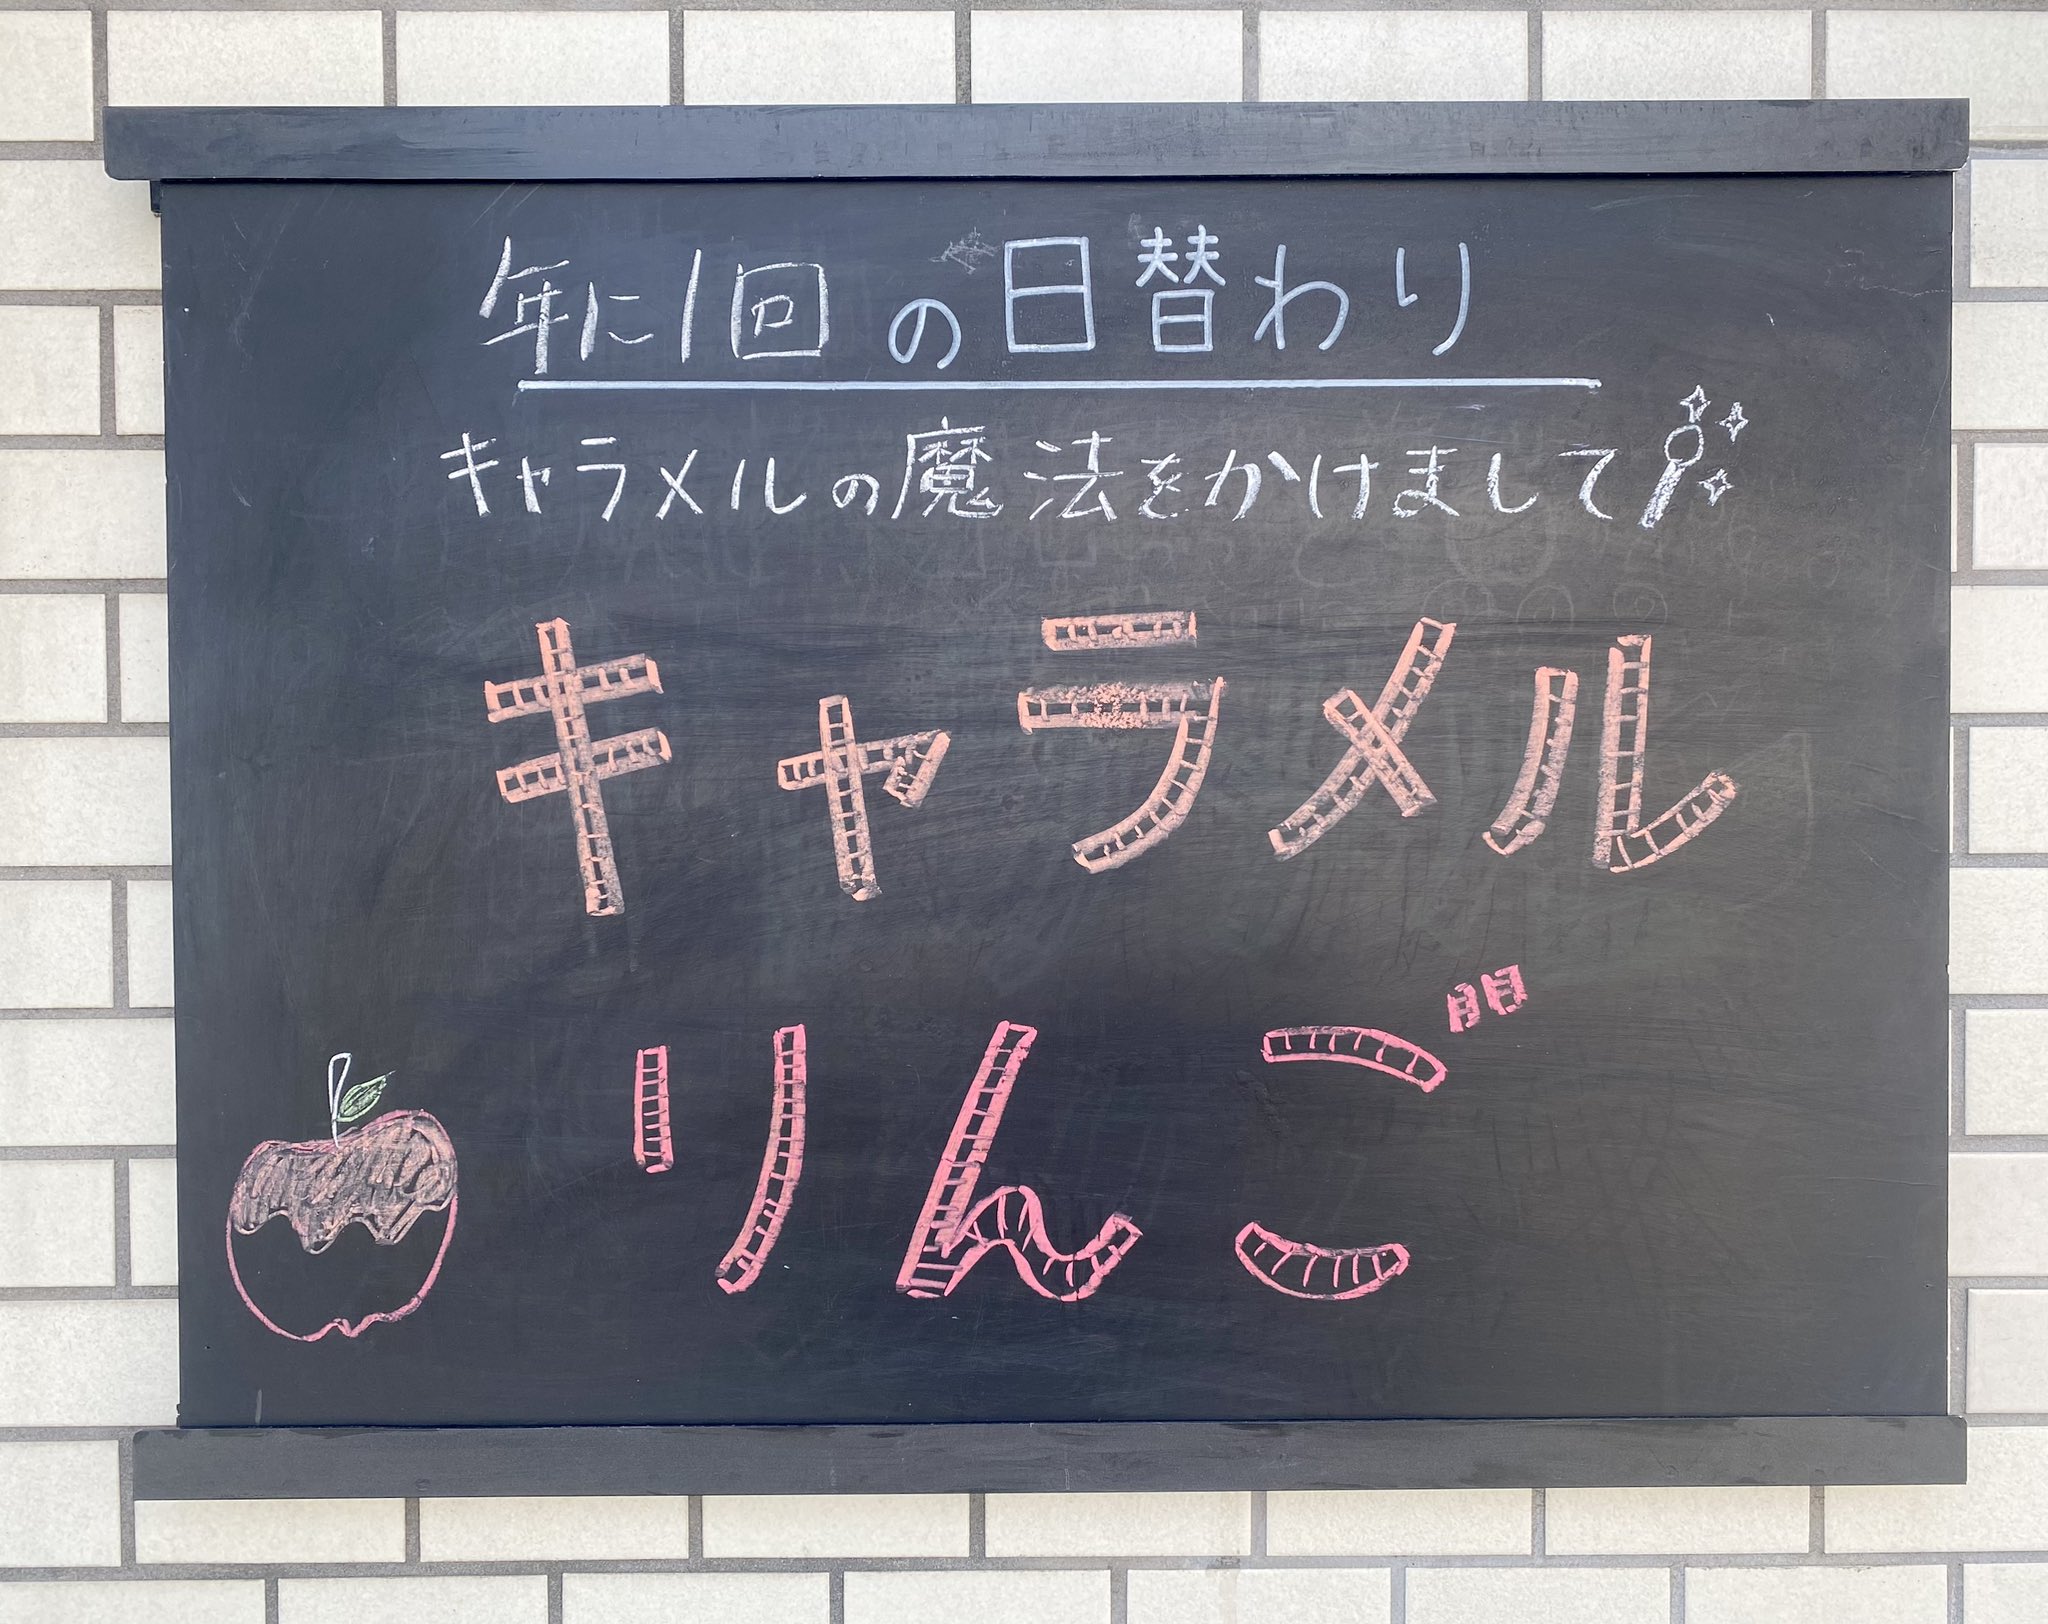 年に1回の日替わり
キャラメルの魔法をかけまして
キャラメル
りんご